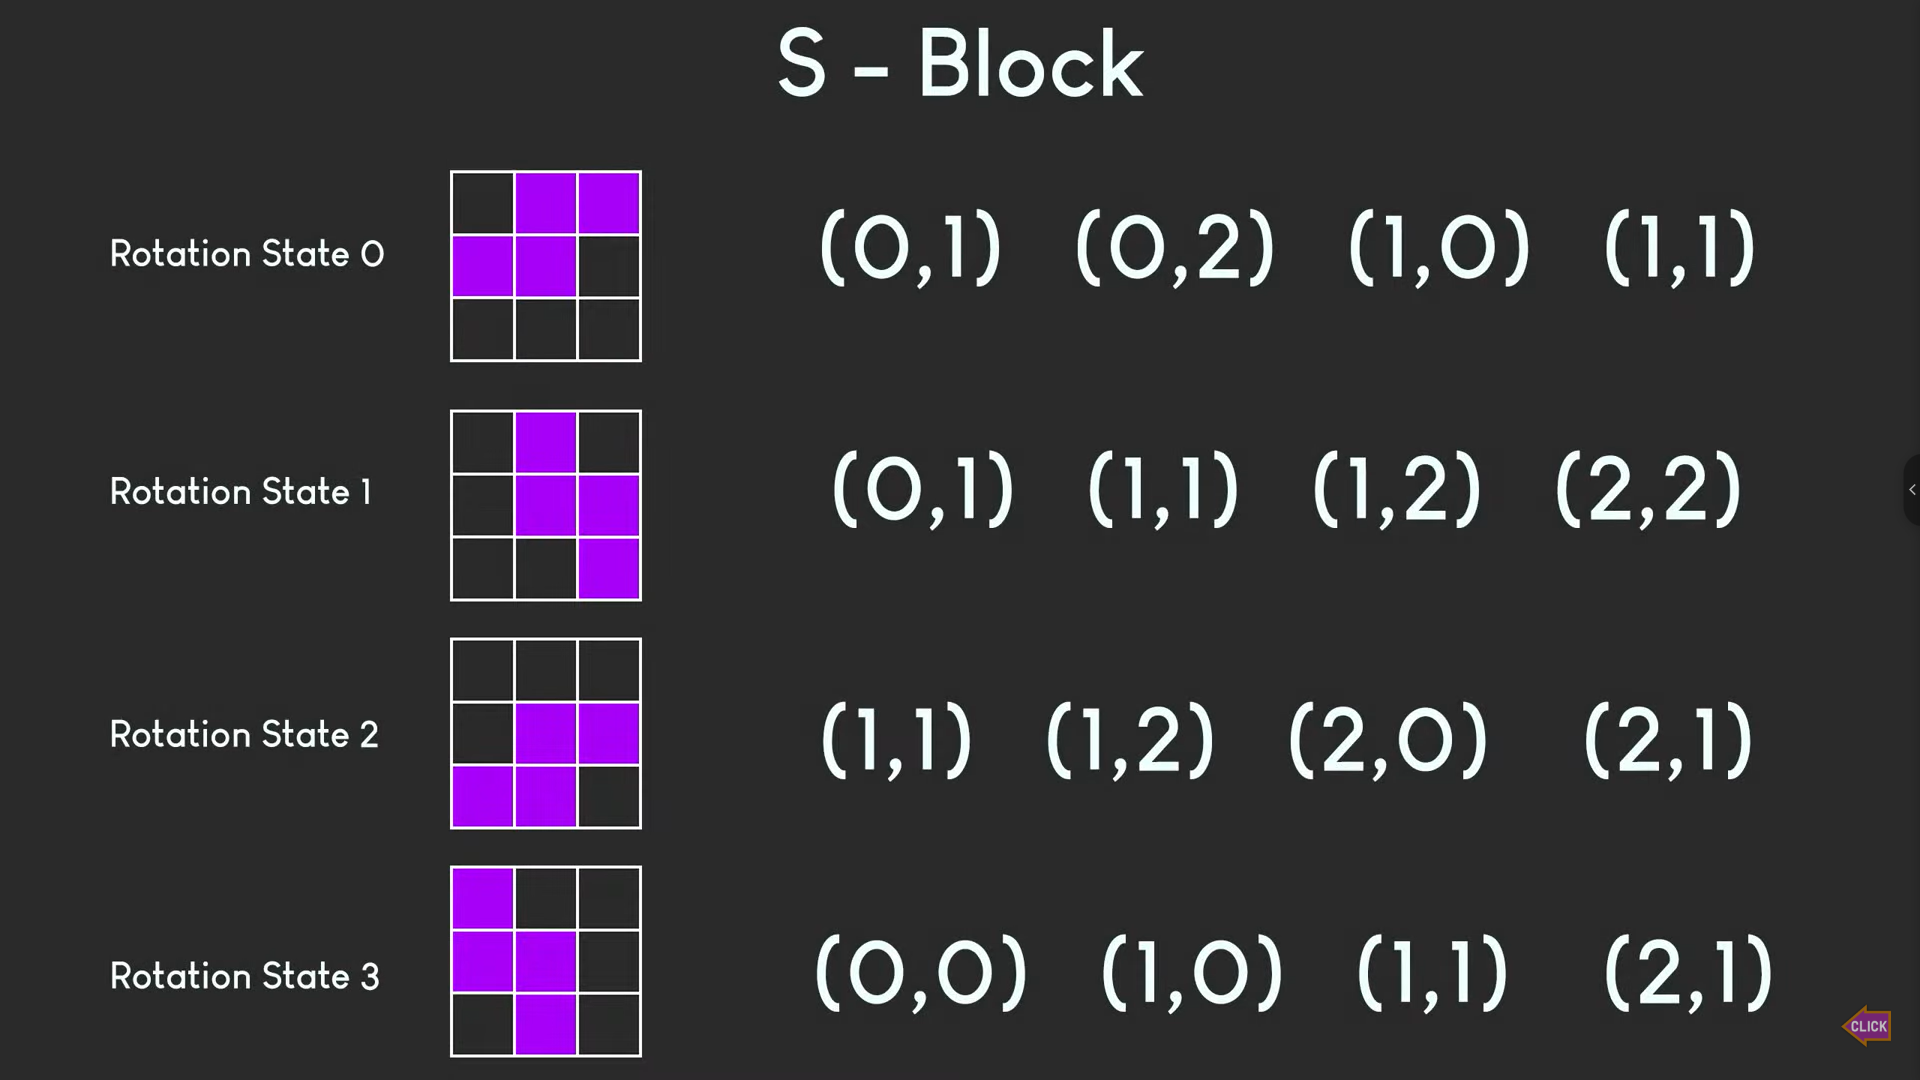 S - Block
Rotation State 0 (0,1) (0,2) (1,0) (1,1)
Rotation State 1 (0,1) (1,1) (1,2) (2,2)
Rotation State 2 (1,1) (1,2) (2,0) (2,1)
Rotation State 3 (0,0) (1,0) (1,1) (2,1)
CLICK